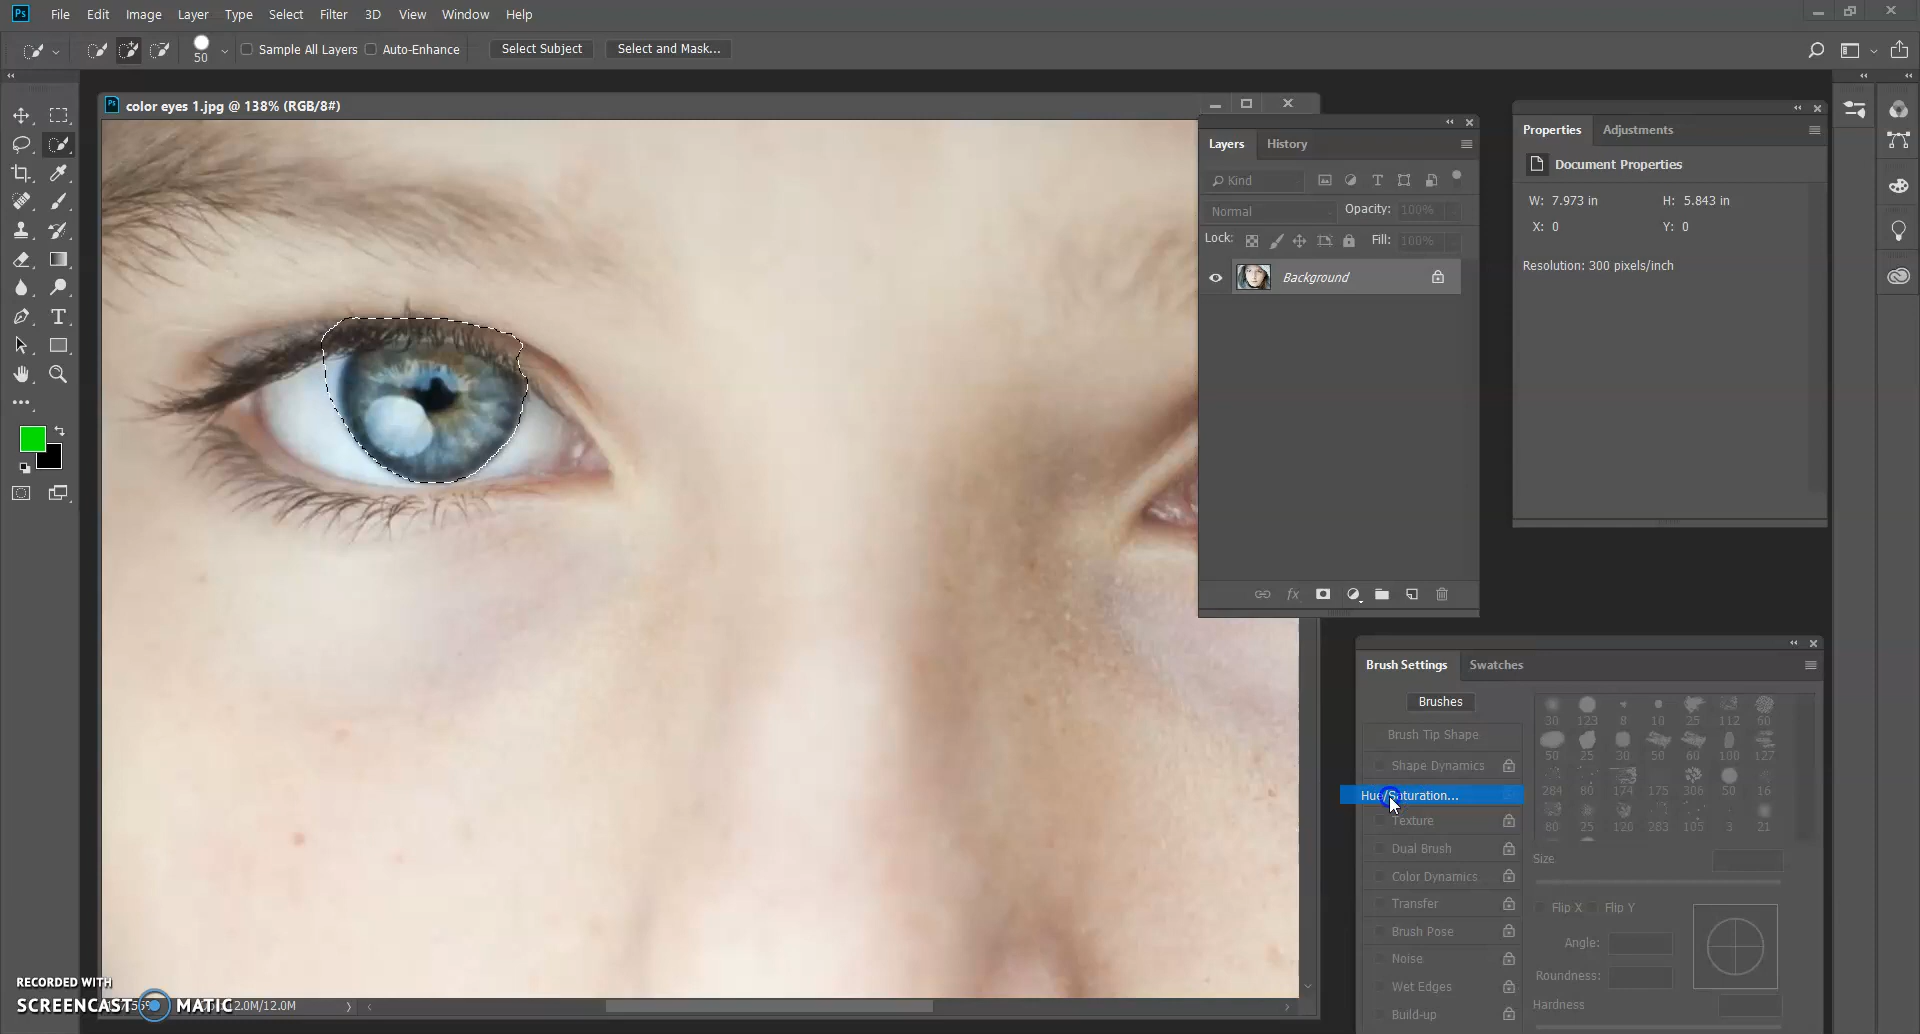 Ps File Edit Image Layer Type Select Filter 3D View Window Help
50 Sample All Layers Auto-Enhance Select Subject Select and Mask...
Ps color eyes 1.jpg @ 138% (RGB/8#)
Layers History
Kind
Normal Opacity: 100%
Lock: Fill: 100%
Background
fx
Properties Adjustments
Document Properties
W: 7.973 in H: 5.843 in
X: 0 Y: 0
Resolution: 300 pixels/inch
Brush Settings Swatches
Brushes
Brush Tip Shape
Shape Dynamics
Hue/Saturation...
Texture
Dual Brush
Color Dynamics
Transfer
Brush Pose
Noise
Wet Edges
Build-up
30 123 8 10 25 112 60
50 25 30 50 60 100 127
284 80 174 175 306 50 16
80 25 120 283 105 3 21
Size
Flip X Flip Y
Angle:
Roundness:
Hardness
RECORDED WITH
SCREENCAST MATIC
12.0M/12.0M